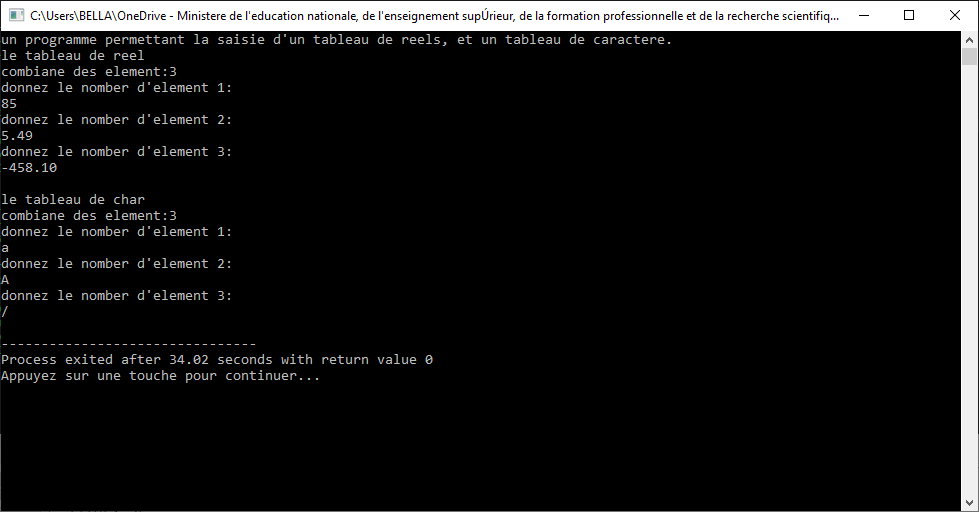 C:\Users\BELLA\OneDrive - Ministere de l'education nationale, de l'enseignement supÚrieur, de la formation professionnelle et de la recherche scientifiq...
un programme permettant la saisie d'un tableau de reels, et un tableau de caractere.
le tableau de reel
combiane des element:3
donnez le nomber d'element 1:
85
donnez le nomber d'element 2:
5.49
donnez le nomber d'element 3:
-458.10
le tableau de char
combiane des element:3
donnez le nomber d'element 1:
a
donnez le nomber d'element 2:
A
donnez le nomber d'element 3:
/
--------------------------------
Process exited after 34.02 seconds with return value 0
Appuyez sur une touche pour continuer...